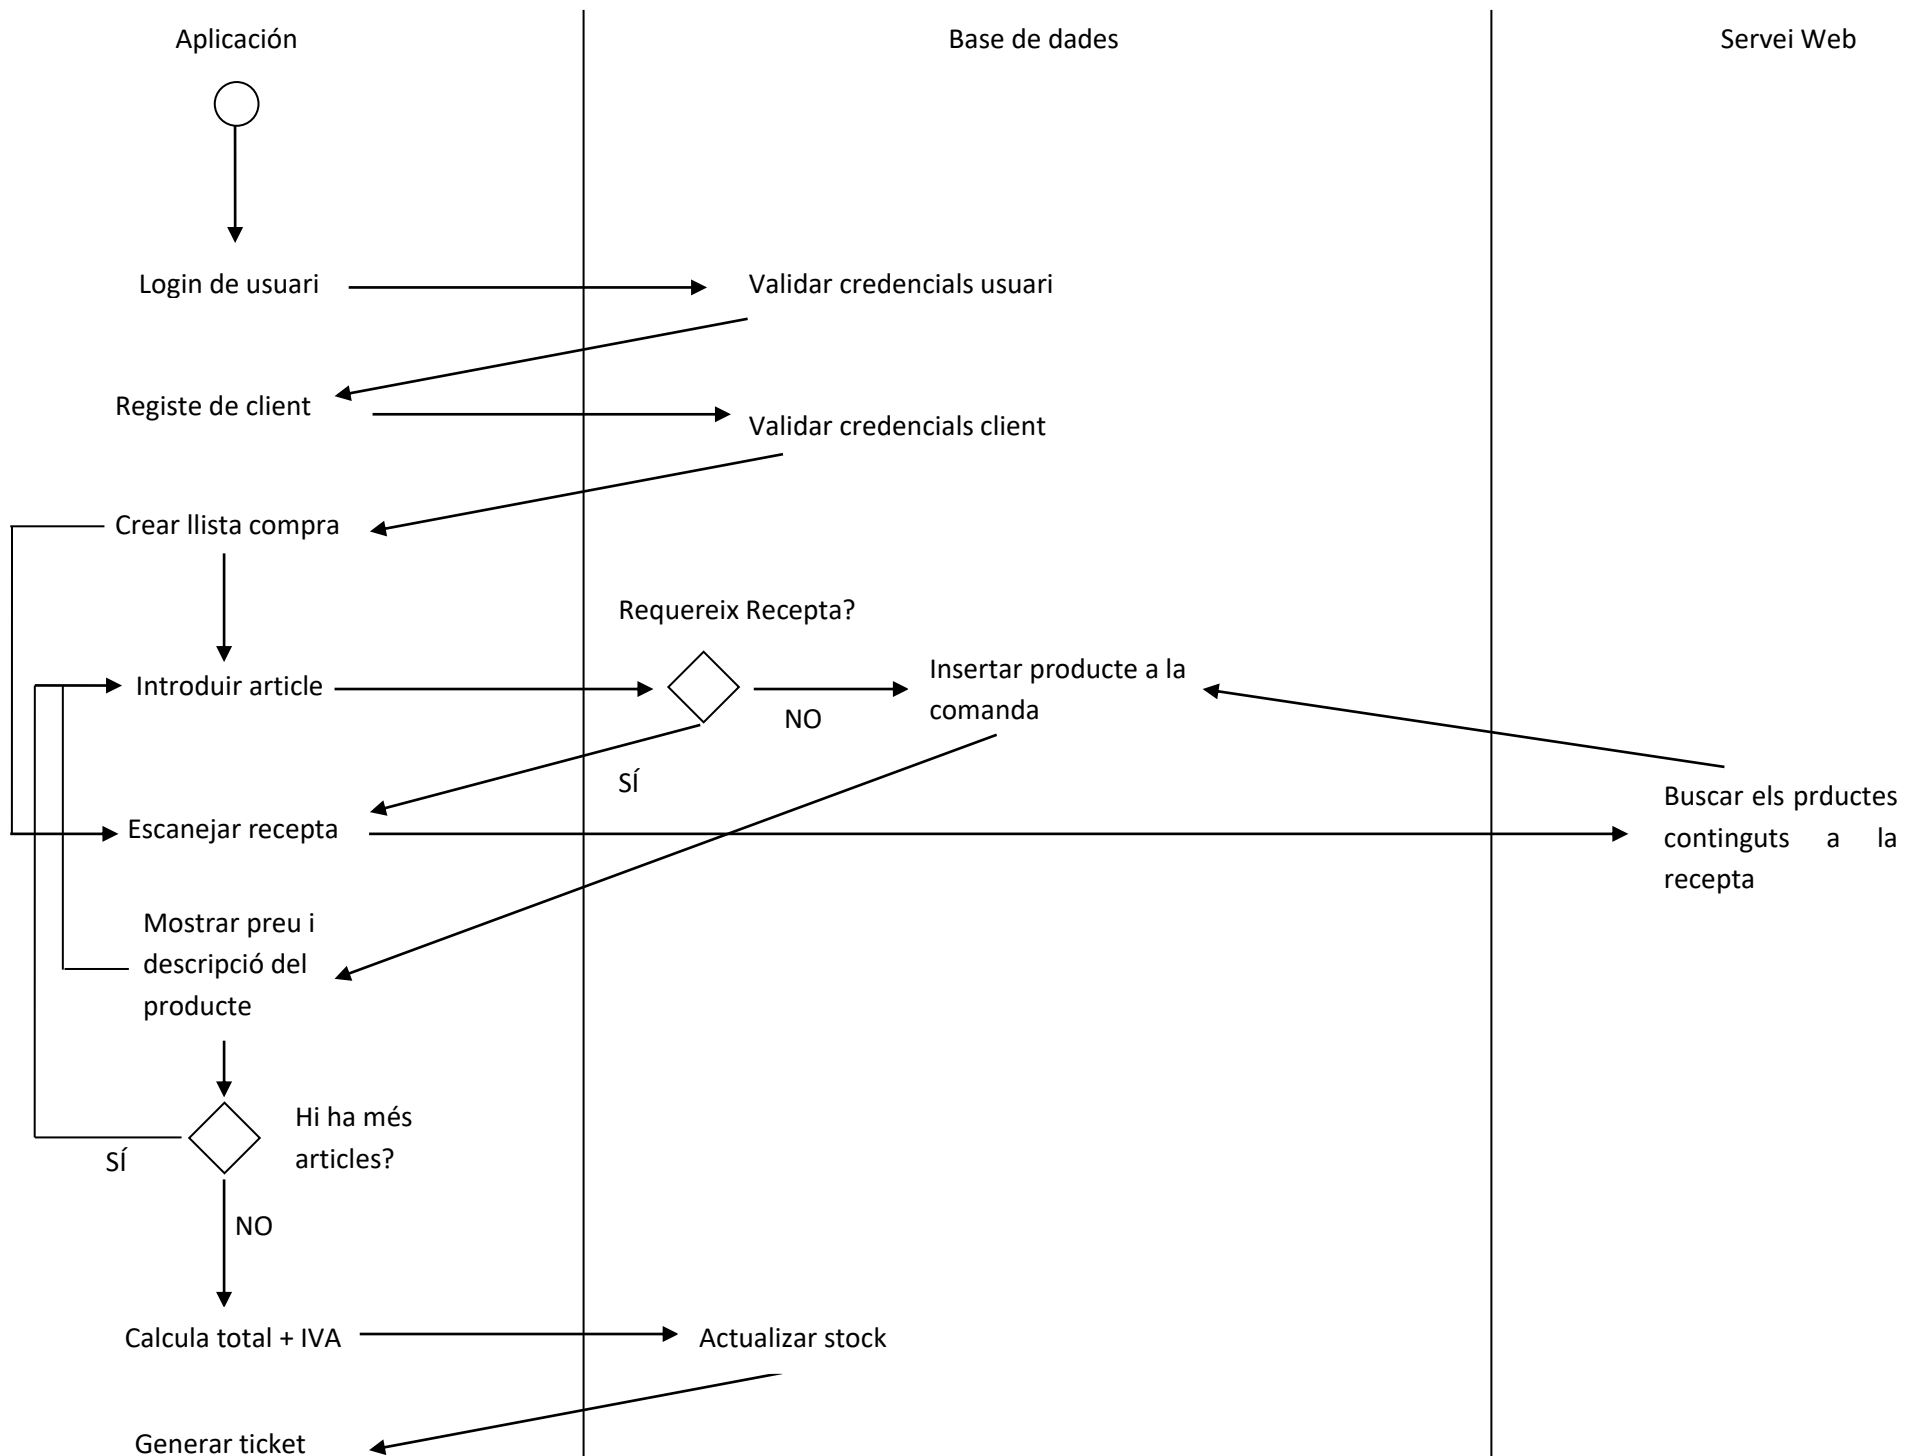 Aplicación
Base de dades
Servei Web
Login de usuari
Validar credencials usuari
Registe de client
Validar credencials client
Crear llista compra
Requereix Recepta?
Introduir article
NO
Insertar producte a la
comanda
SÍ
Escanejar recepta
Buscar els prductes
continguts a la
recepta
Mostrar preu i
descripció del
producte
Hi ha més
articles?
SÍ
NO
Calcula total + IVA
Actualizar stock
Generar ticket